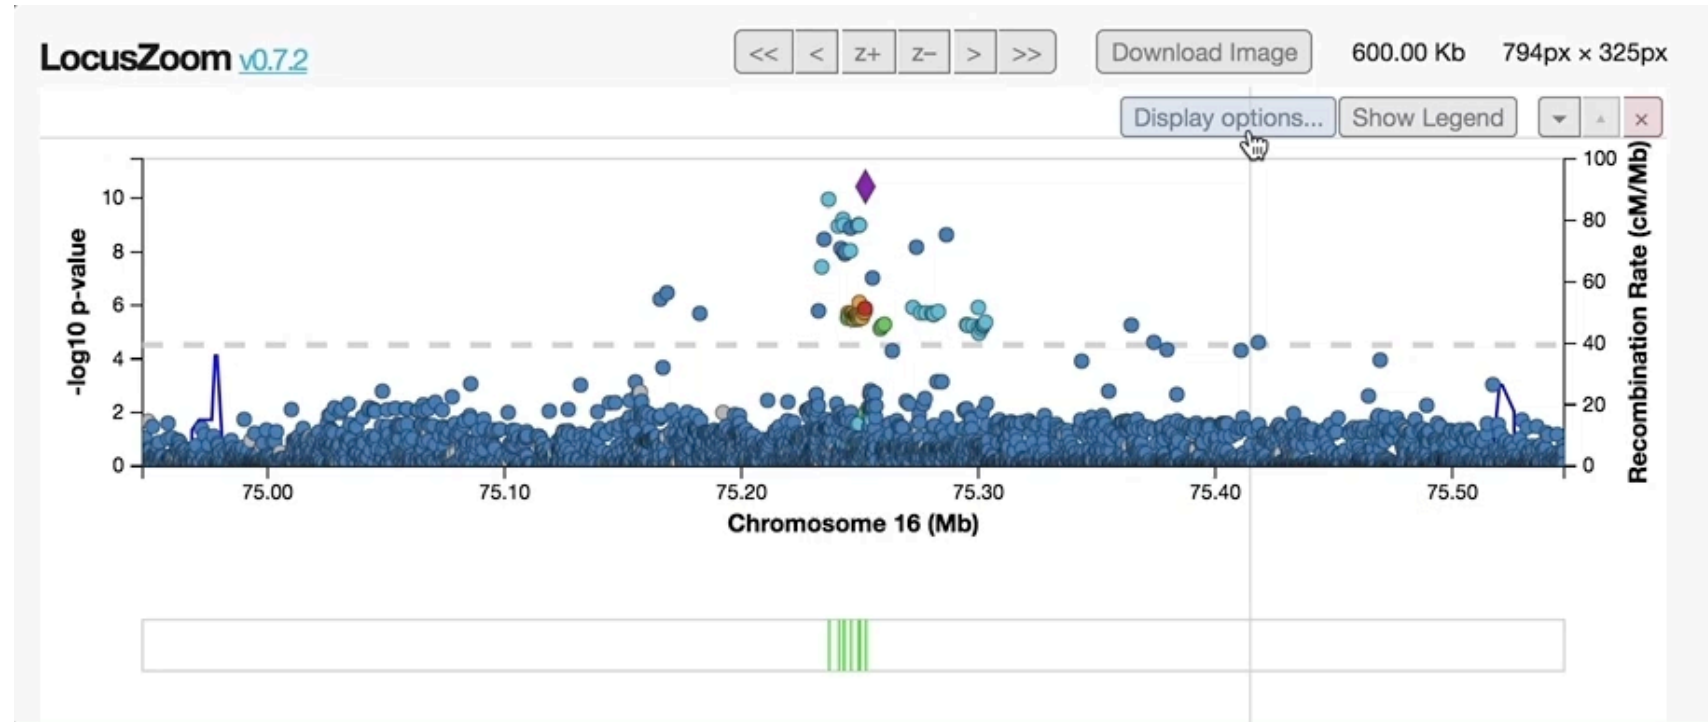 LocusZoom v0.7.2 << < z+ z− > >> Download Image 600.00 Kb 794px × 325px
Display options... Show Legend ▾ ▴ ×
-log10 p-value
10
8
6
4
2
0
100
80
60
40
20
0
Recombination Rate (cM/Mb)
75.00 75.10 75.20 75.30 75.40 75.50
Chromosome 16 (Mb)